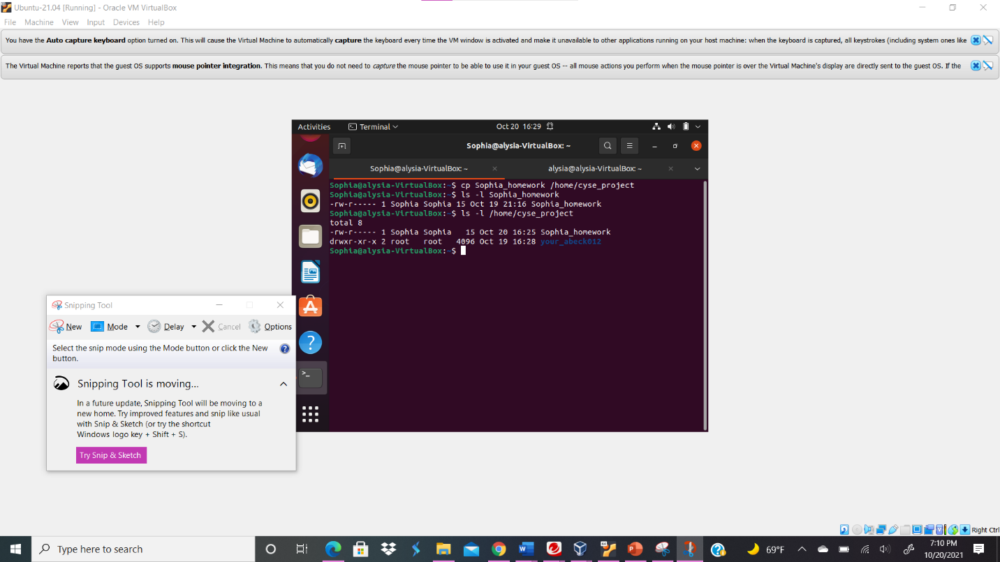 Ubuntu-21.04 [Running] - Oracle VM VirtualBox
File Machine View Input Devices Help
You have the Auto capture keyboard option turned on. This will cause the Virtual Machine to automatically capture the keyboard every time the VM window is activated and make it unavailable to other applications running on your host machine: when the keyboard is captured, all keystrokes (including system ones like
The Virtual Machine reports that the guest OS supports mouse pointer integration. This means that you do not need to capture the mouse pointer to be able to use it in your guest OS -- all mouse actions you perform when the mouse pointer is over the Virtual Machine's display are directly sent to the guest OS. If the
Activities Terminal Oct 20 16:29
Sophia@alysia-VirtualBox: ~
Sophia@alysia-VirtualBox: ~ alysia@alysia-VirtualBox: ~
Sophia@alysia-VirtualBox:~$ cp Sophia_homework /home/cyse_project
Sophia@alysia-VirtualBox:~$ ls -l Sophia_homework
-rw-r----- 1 Sophia Sophia 15 Oct 19 21:16 Sophia_homework
Sophia@alysia-VirtualBox:~$ ls -l /home/cyse_project
total 8
-rw-r----- 1 Sophia Sophia   15 Oct 20 16:25 Sophia_homework
drwxr-xr-x 2 root   root   4096 Oct 19 16:28 your_abeck012
Sophia@alysia-VirtualBox:~$
Snipping Tool
New Mode Delay Cancel Options
Select the snip mode using the Mode button or click the New
button.
Snipping Tool is moving...
In a future update, Snipping Tool will be moving to a
new home. Try improved features and snip like usual
with Snip & Sketch (or try the shortcut
Windows logo key + Shift + S).
Try Snip & Sketch
Right Ctrl
Type here to search
69°F
7:10 PM
10/20/2021